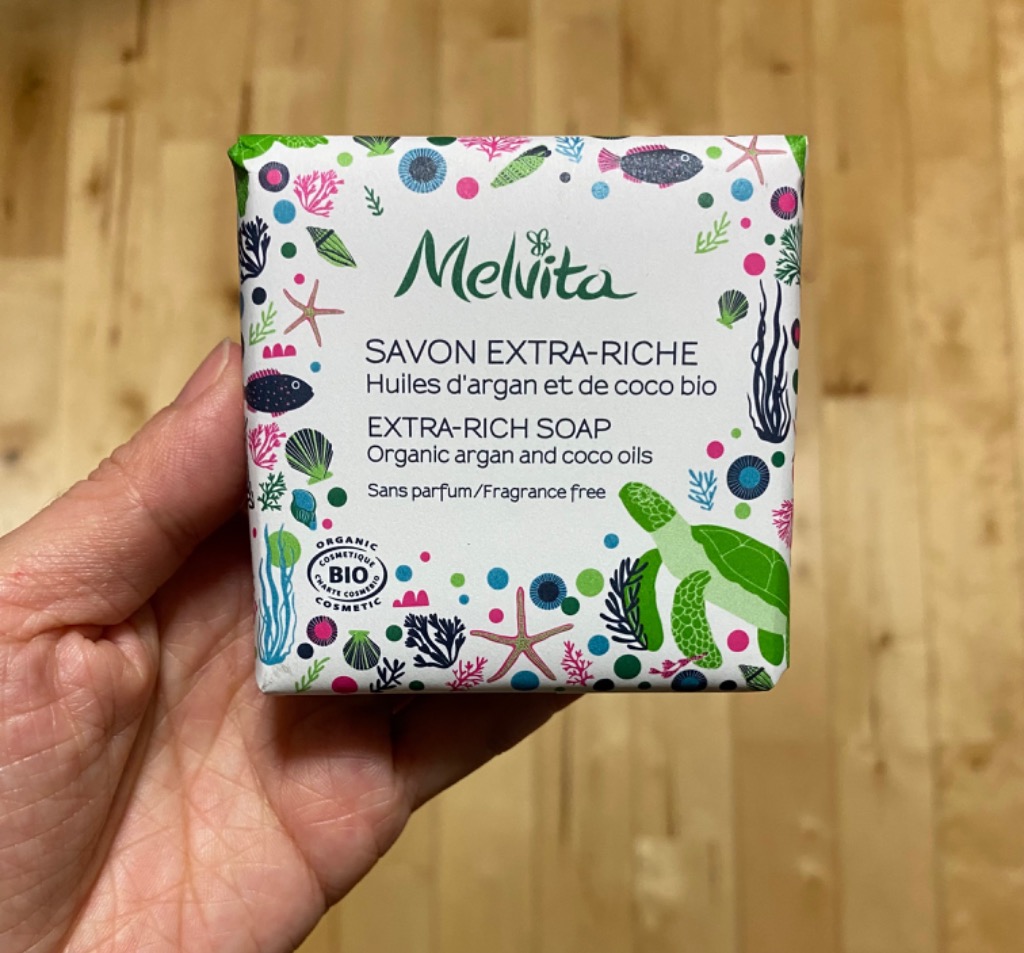 Melvita
SAVON EXTRA-RICHE
Huiles d'argan et de coco bio
EXTRA-RICH SOAP
Organic argan and coco oils
Sans parfum/Fragrance free
ORGANIC
COSMETIQUE
BIO
CHARTE COSMEBIO
COSMETIC